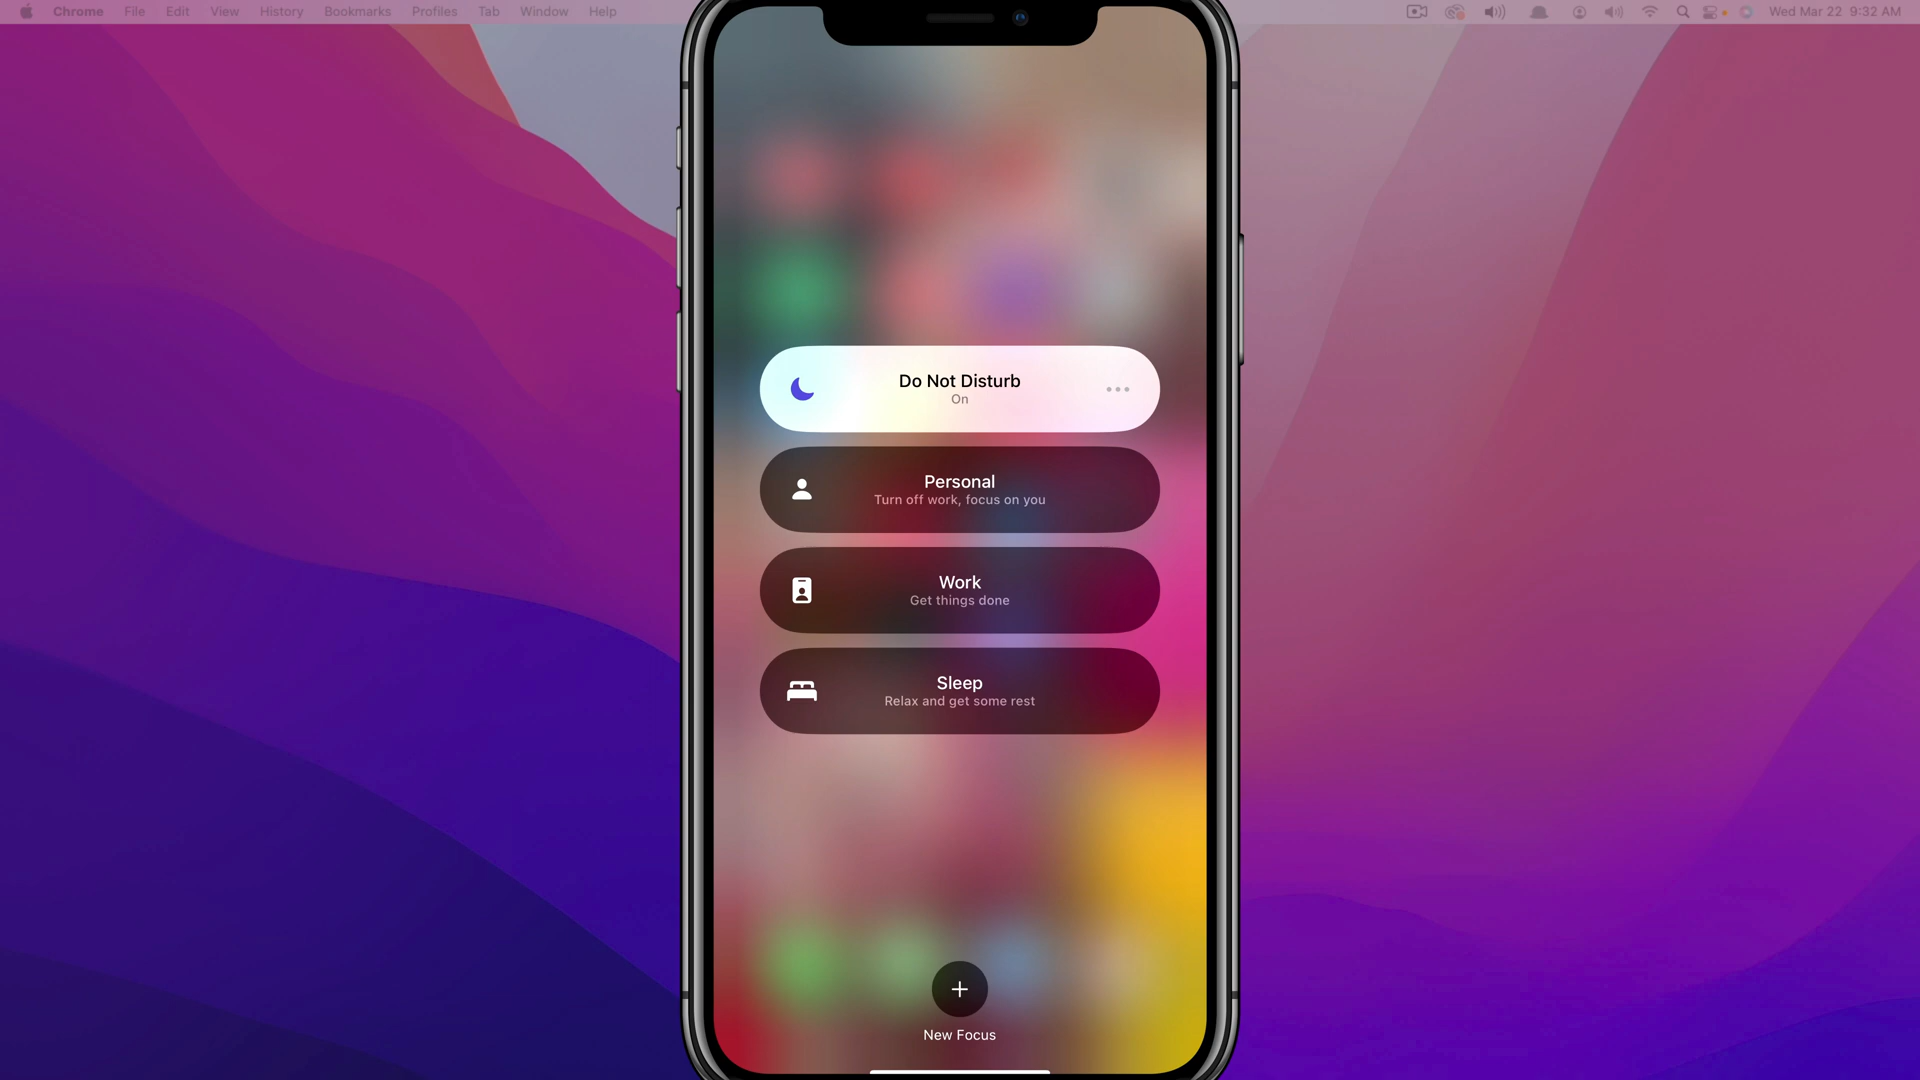 Chrome File Edit View History Bookmarks Profiles Tab Window Help
Wed Mar 22 9:32 AM
Do Not Disturb
On
Personal
Turn off work, focus on you
Work
Get things done
Sleep
Relax and get some rest
New Focus